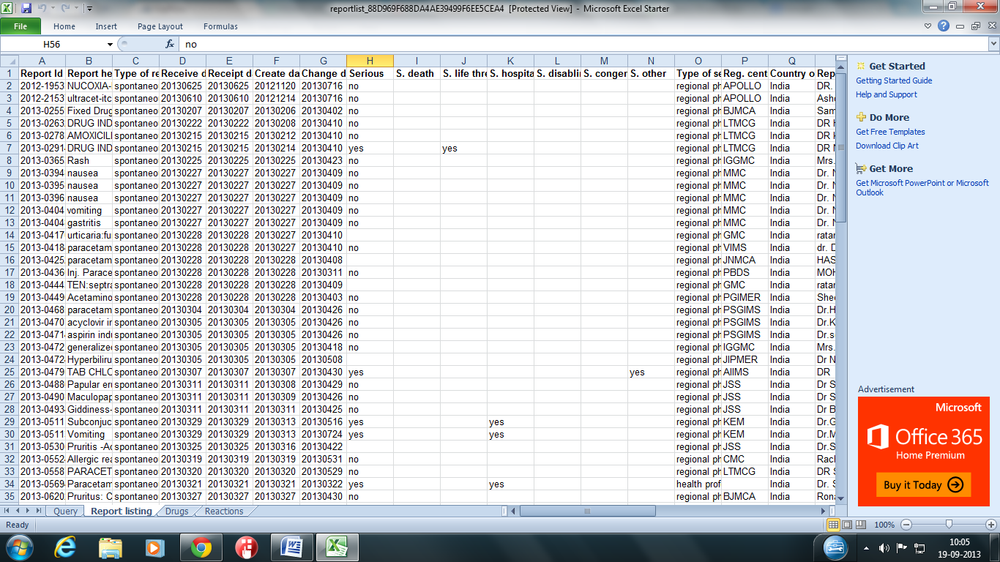 reportlist_88D969F688DA4AE39499F6EE5CEA4 [Protected View] - Microsoft Excel Starter
File Home Insert Page Layout Formulas
H56 fx no
A B C D E F G H I J K L M N O P Q
1 Report Id Report he Type of re Receive d Receipt d Create da Change d Serious S. death S. life thre S. hospita S. disablin S. conger S. other Type of se Reg. cent Country o Rep
2 2012-1953 NUCOXIA- spontaneo 20130625 20130625 20121120 20130716 no regional ph APOLLO India DR.
3 2012-2153 ultracet-itc spontaneo 20130610 20130610 20121214 20130716 no regional ph APOLLO India Ashu
4 2013-0255 Fixed Drug spontaneo 20130207 20130207 20130206 20130402 no regional ph BJMCA India Sam
5 2013-0263 DRUG IND spontaneo 20130222 20130222 20130208 20130410 no regional ph LTMCG India DR H
6 2013-0278 AMOXICILI spontaneo 20130215 20130215 20130212 20130410 no regional ph LTMCG India DR K
7 2013-0291 DRUG IND spontaneo 20130215 20130215 20130214 20130410 yes yes regional ph LTMCG India DR N
8 2013-0365 Rash spontaneo 20130225 20130225 20130225 20130423 no regional ph IGGMC India Mrs.
9 2013-0394 nausea spontaneo 20130227 20130227 20130227 20130409 no regional ph MMC India Dr. N
10 2013-0395 nausea spontaneo 20130227 20130227 20130227 20130409 no regional ph MMC India Dr. N
11 2013-0396 nausea spontaneo 20130227 20130227 20130227 20130409 no regional ph MMC India Dr. N
12 2013-0404 vomiting spontaneo 20130227 20130227 20130227 20130409 no regional ph MMC India Dr. N
13 2013-0404 gastritis spontaneo 20130227 20130227 20130227 20130409 no regional ph MMC India Dr. N
14 2013-0417 urticaria:fu spontaneo 20130228 20130228 20130227 20130410 regional ph GMC India ratar
15 2013-0418 paracetam spontaneo 20130228 20130228 20130227 20130410 no regional ph VIMS India dr. D
16 2013-0425 paracetam spontaneo 20130228 20130228 20130228 20130408 regional ph JNMCA India HAS
17 2013-0436 Inj. Parace spontaneo 20130228 20130228 20130228 20130311 no regional ph PBDS India MOH
18 2013-0444 TEN:septra spontaneo 20130228 20130228 20130228 20130409 regional ph GMC India ratar
19 2013-0449 Acetamino spontaneo 20130228 20130228 20130228 20130403 no regional ph PGIMER India Shee
20 2013-0468 paracetam spontaneo 20130304 20130304 20130304 20130426 no regional ph PSGIMS India Dr.H
21 2013-0470 acyclovir in spontaneo 20130305 20130305 20130305 20130426 no regional ph PSGIMS India Dr.K
22 2013-0471 aspirin indu spontaneo 20130305 20130305 20130305 20130426 no regional ph PSGIMS India Dr.s
23 2013-0472 generalize spontaneo 20130305 20130305 20130305 20130418 no regional ph IGGMC India Mrs.
24 2013-0472 Hyperbiliru spontaneo 20130305 20130305 20130305 20130508 regional ph JIPMER India Dr N
25 2013-0479 TAB CHLO spontaneo 20130307 20130307 20130307 20130430 yes yes regional ph AIIMS India DR
26 2013-0488 Papular eru spontaneo 20130311 20130311 20130308 20130429 no regional ph JSS India Dr S
27 2013-0490 Maculopap spontaneo 20130311 20130311 20130309 20130426 no regional ph JSS India Dr S
28 2013-0493 Giddiness- spontaneo 20130311 20130311 20130311 20130425 no regional ph JSS India Dr B
29 2013-0511 Subconjuc spontaneo 20130329 20130329 20130313 20130516 yes yes regional ph KEM India Dr.G
30 2013-0511 Vomiting spontaneo 20130329 20130329 20130313 20130724 yes yes regional ph KEM India Dr.M
31 2013-0530 Pruritis -Ac spontaneo 20130325 20130325 20130316 20130422 regional ph JSS India Dr.S
32 2013-0552 Allergic rea spontaneo 20130319 20130319 20130319 20130531 no regional ph CMC India Rach
33 2013-0558 PARACET spontaneo 20130320 20130320 20130320 20130529 no regional ph LTMCG India DR S
34 2013-0569 Paracetam spontaneo 20130321 20130321 20130321 20130322 yes yes health prof India Dr. S
35 2013-0620 Pruritus: C spontaneo 20130327 20130327 20130327 20130430 no regional ph BJMCA India Rona
Get Started
Getting Started Guide
Help and Support
Do More
Get Free Templates
Download Clip Art
Get More
Get Microsoft PowerPoint or Microsoft
Outlook
Advertisement
Microsoft
Office 365
Home Premium
Buy it Today
Query Report listing Drugs Reactions
Ready 100%
10:05
19-09-2013